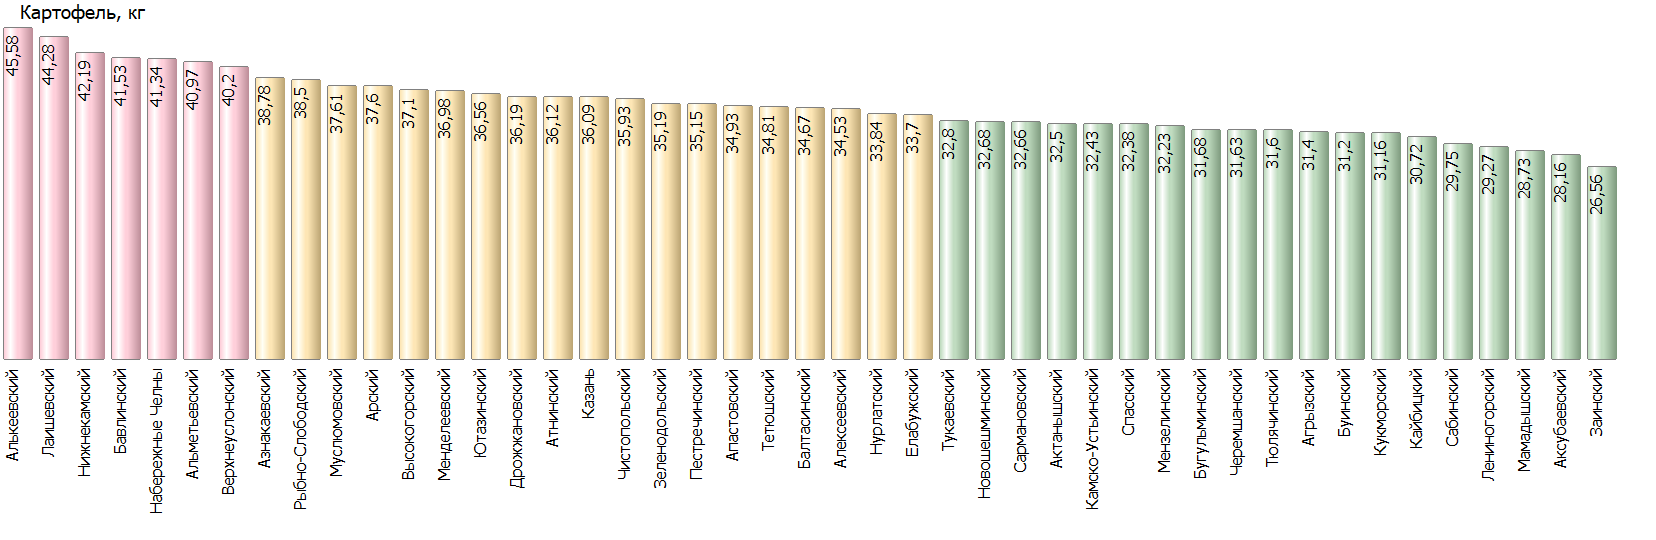 Картофель, кг
45,58
44,28
42,19
41,53
41,34
40,97
40,2
38,78
38,5
37,61
37,6
37,1
36,98
36,56
36,19
36,12
36,09
35,93
35,19
35,15
34,93
34,81
34,67
34,53
33,84
33,7
32,8
32,68
32,66
32,5
32,43
32,38
32,23
31,68
31,63
31,6
31,4
31,2
31,16
30,72
29,75
29,27
28,73
28,16
26,56
Алькеевский
Лаишевский
Нижнекамский
Бавлинский
Набережные Челны
Альметьевский
Верхнеуслонский
Азнакаевский
Рыбно-Слободский
Муслюмовский
Арский
Высокогорский
Менделеевский
Ютазинский
Дрожжановский
Атнинский
Казань
Чистопольский
Зеленодольский
Пестречинский
Апастовский
Тетюшский
Балтасинский
Алексеевский
Нурлатский
Елабужский
Тукаевский
Новошешминский
Сармановский
Актанышский
Камско-Устьинский
Спасский
Мензелинский
Бугульминский
Черемшанский
Тюлячинский
Агрызский
Буинский
Кукморский
Кайбицкий
Сабинский
Лениногорский
Мамадышский
Аксубаевский
Заинский